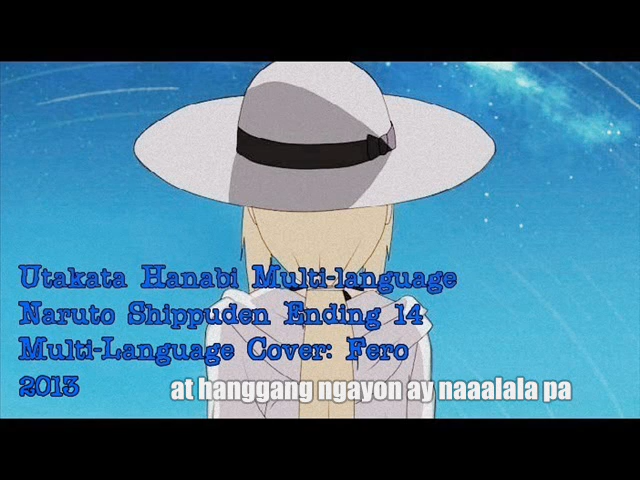 Utakata Hanabi Multi-language
Naruto Shippuden Ending 14
Multi-Language Cover: Fero
2013
at hanggang ngayon ay naaalala pa